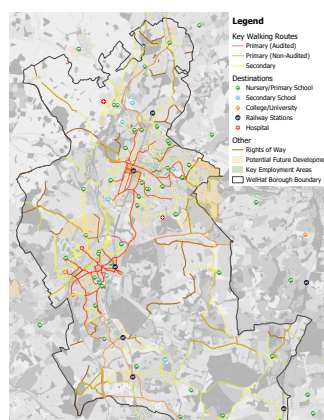 Legend
Key Walking Routes
Primary (Audited)
Primary (Non-Audited)
Secondary
Destinations
Nursery/Primary School
Secondary School
College/University
Railway Stations
Hospital
Other
Rights of Way
Potential Future Developme
Key Employment Areas
WelHat Borough Boundary